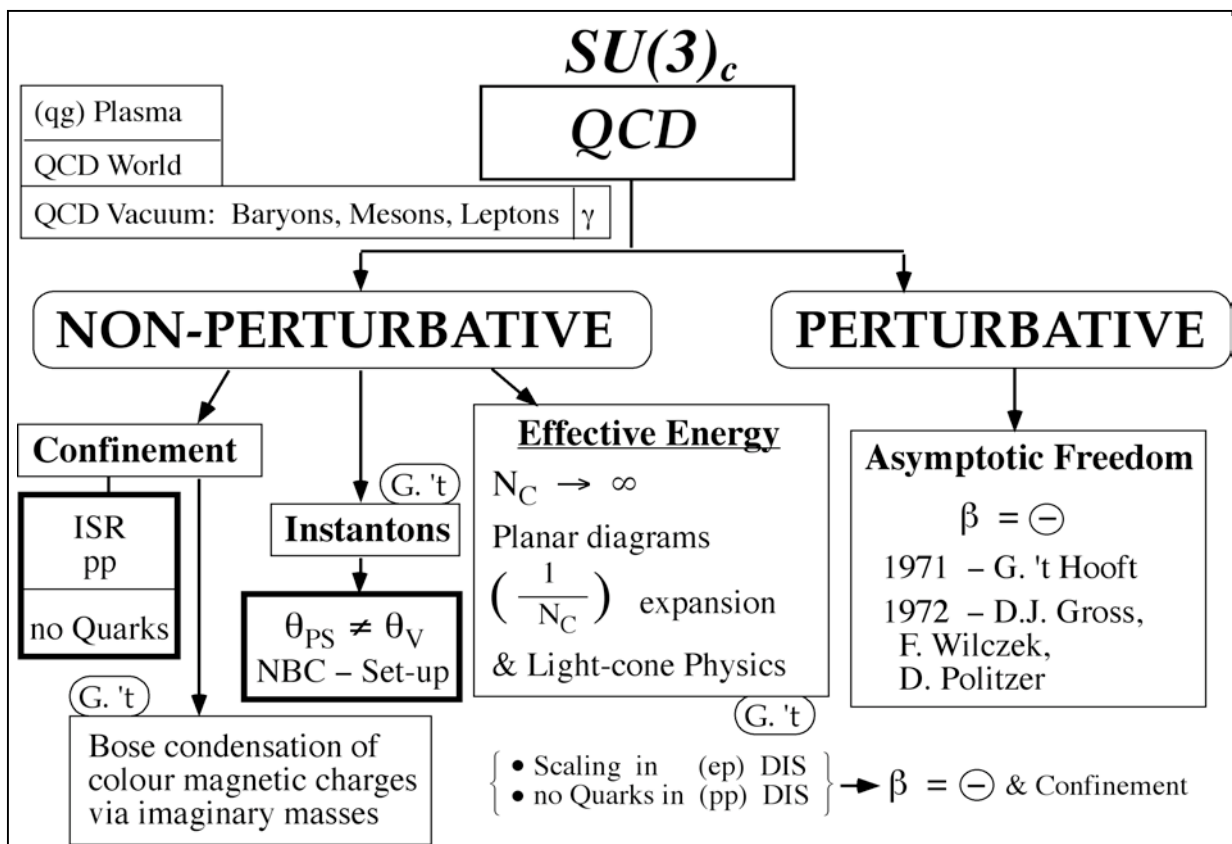 SU(3)c
QCD
(qg) Plasma
QCD World
QCD Vacuum: Baryons, Mesons, Leptons γ
NON-PERTURBATIVE
PERTURBATIVE
Confinement
ISR
pp
no Quarks
G. 't
Bose condensation of
colour magnetic charges
via imaginary masses
G. 't
Instantons
θPS ≠ θV
NBC – Set-up
Effective Energy
NC → ∞
Planar diagrams
(1/NC) expansion
& Light-cone Physics
G. 't
Asymptotic Freedom
β = ⊖
1971 – G. 't Hooft
1972 – D.J. Gross,
F. Wilczek,
D. Politzer
• Scaling in (ep) DIS
• no Quarks in (pp) DIS
→ β = ⊖ & Confinement